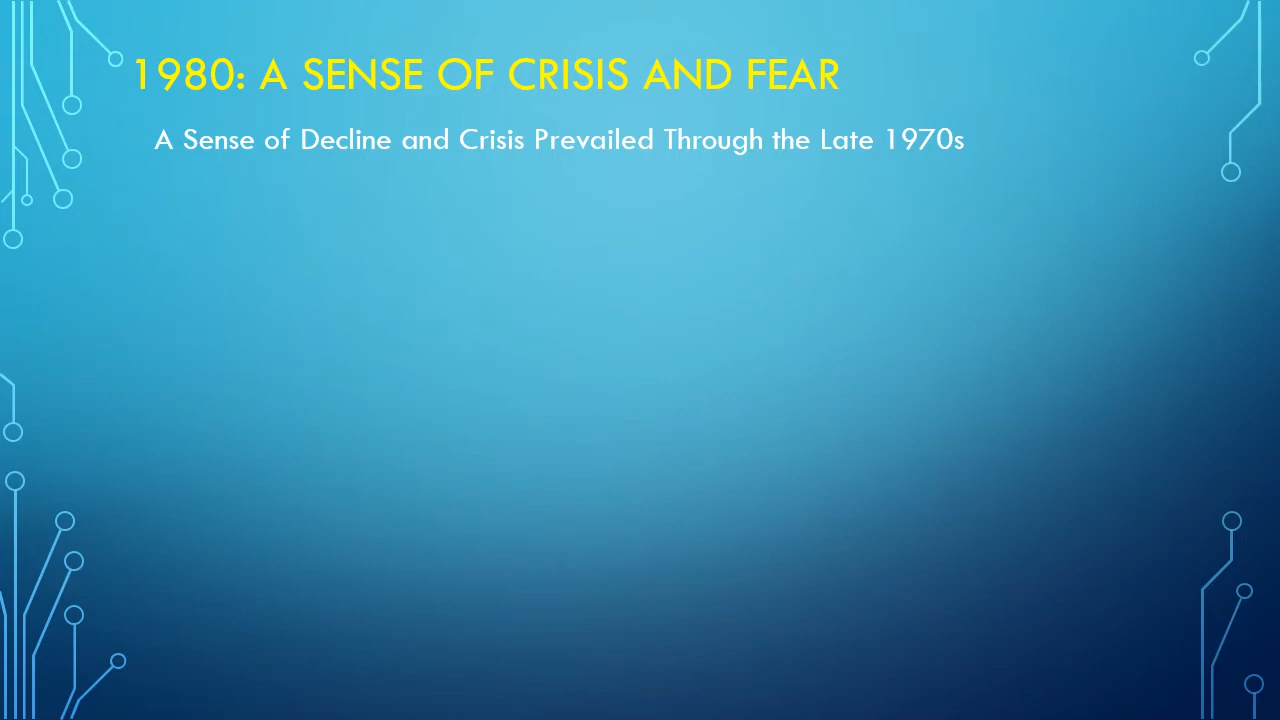 1980: A SENSE OF CRISIS AND FEAR
A Sense of Decline and Crisis Prevailed Through the Late 1970s